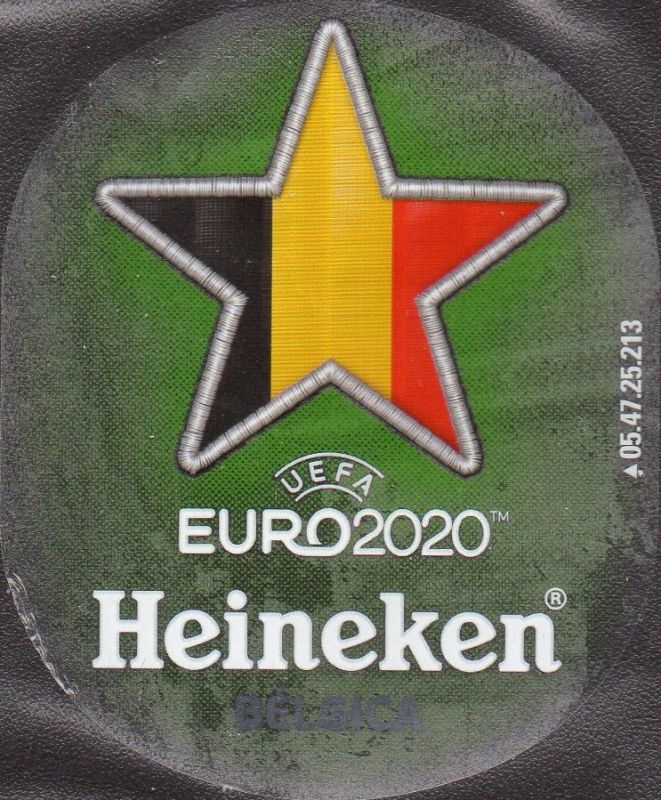 UEFA
EURO2020™
Heineken®
BÉLGICA
▲05.47.25.213